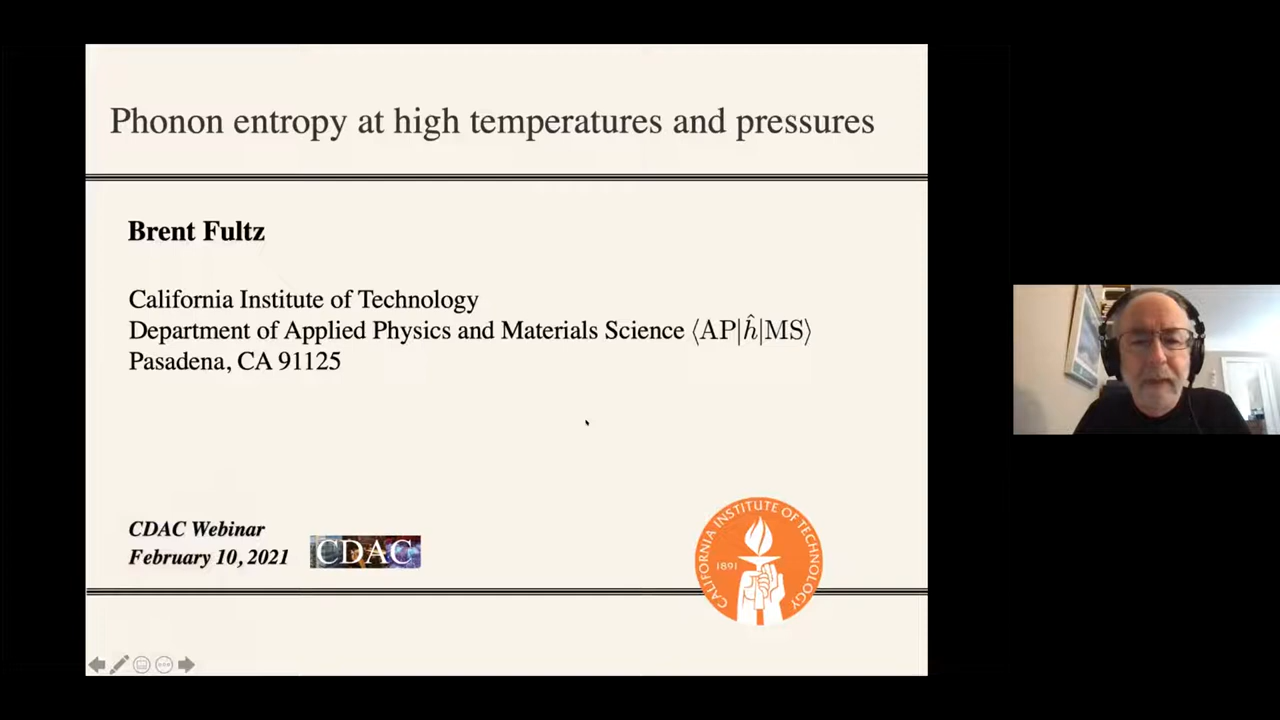 Phonon entropy at high temperatures and pressures
Brent Fultz
California Institute of Technology
Department of Applied Physics and Materials Science ⟨AP|ĥ|MS⟩
Pasadena, CA 91125
CDAC Webinar
February 10, 2021
CDAC
CALIFORNIA INSTITUTE OF TECHNOLOGY
1891